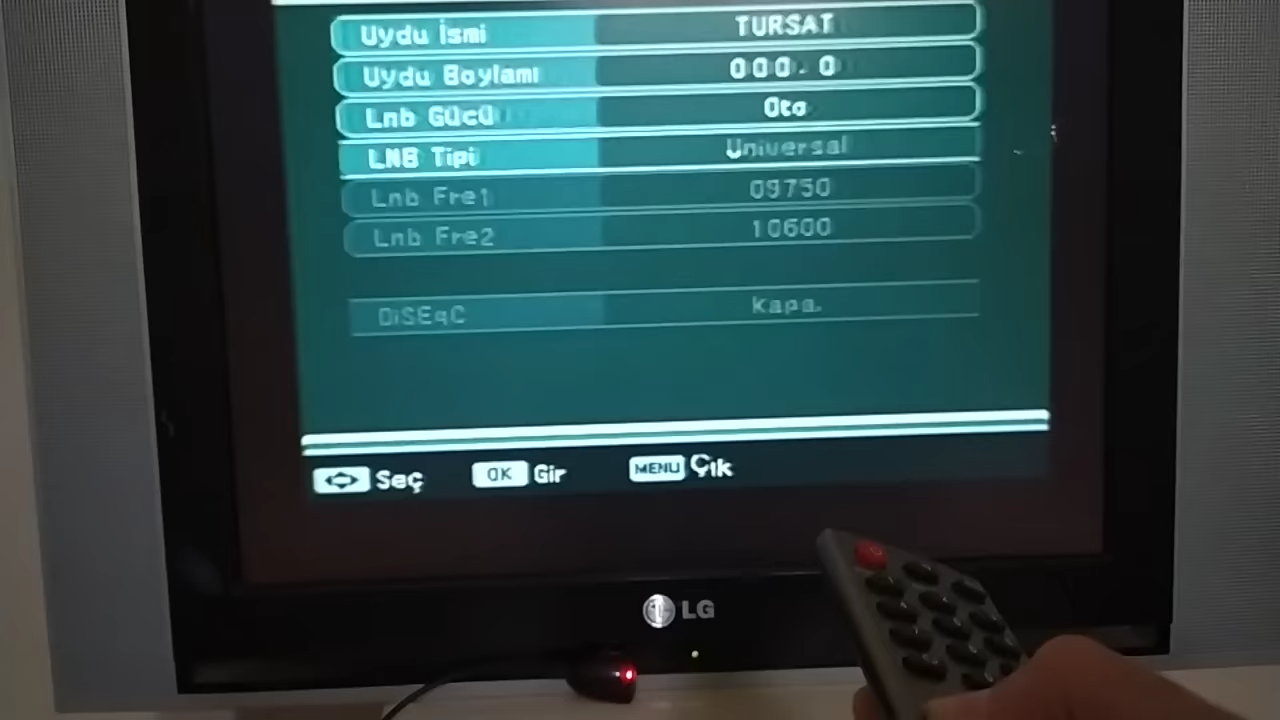 Uydu İsmi TURSAT
Uydu Boylamı 000.0
Lnb Gücü Oto
LNB Tipi Universal
Lnb Fre1 09750
Lnb Fre2 10600
DiSEqC Kapa.
Seç OK Gir MENU Çık
LG